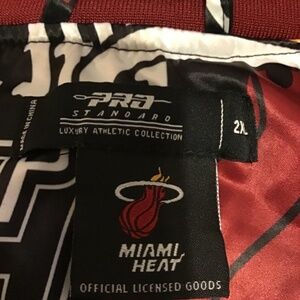 PRO
STANDARD
LUXURY ATHLETIC COLLECTION
MADE IN CHINA
2XL
MIAMI
HEAT
OFFICIAL LICENSED GOODS